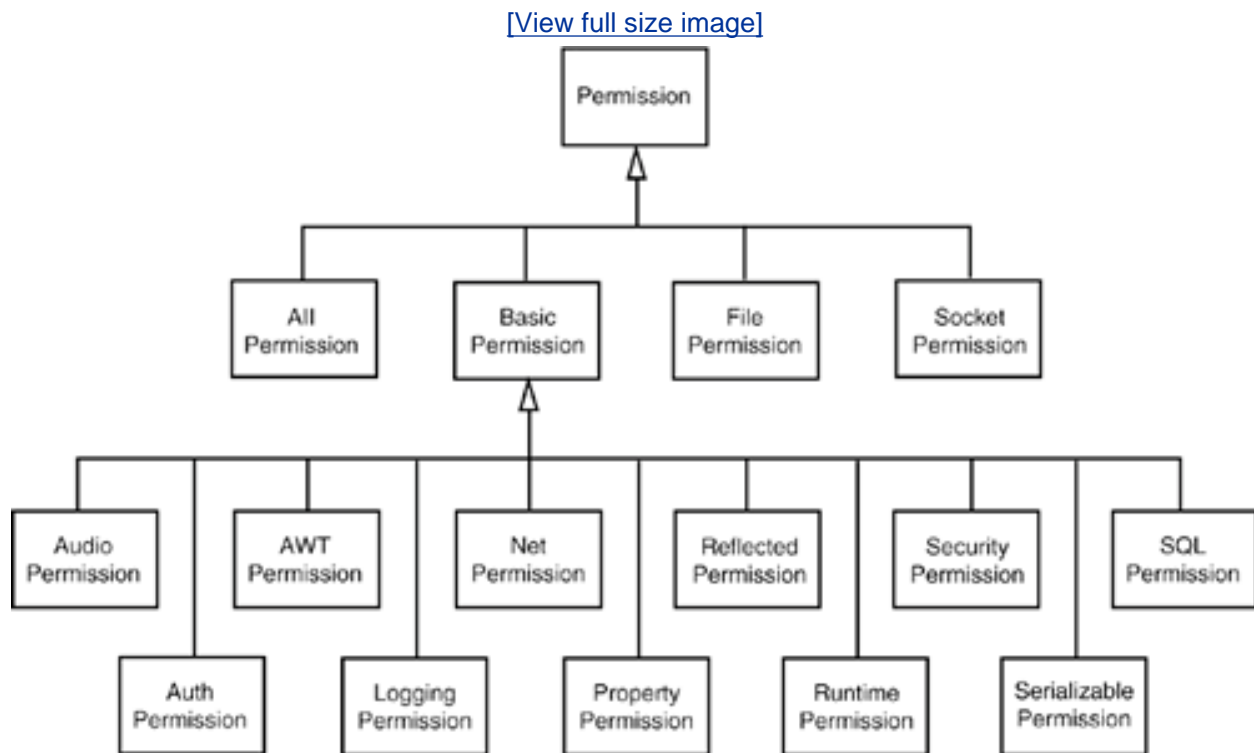 [View full size image]
Permission
All
Permission
Basic
Permission
File
Permission
Socket
Permission
Audio
Permission
AWT
Permission
Net
Permission
Reflected
Permission
Security
Permission
SQL
Permission
Auth
Permission
Logging
Permission
Property
Permission
Runtime
Permission
Serializable
Permission